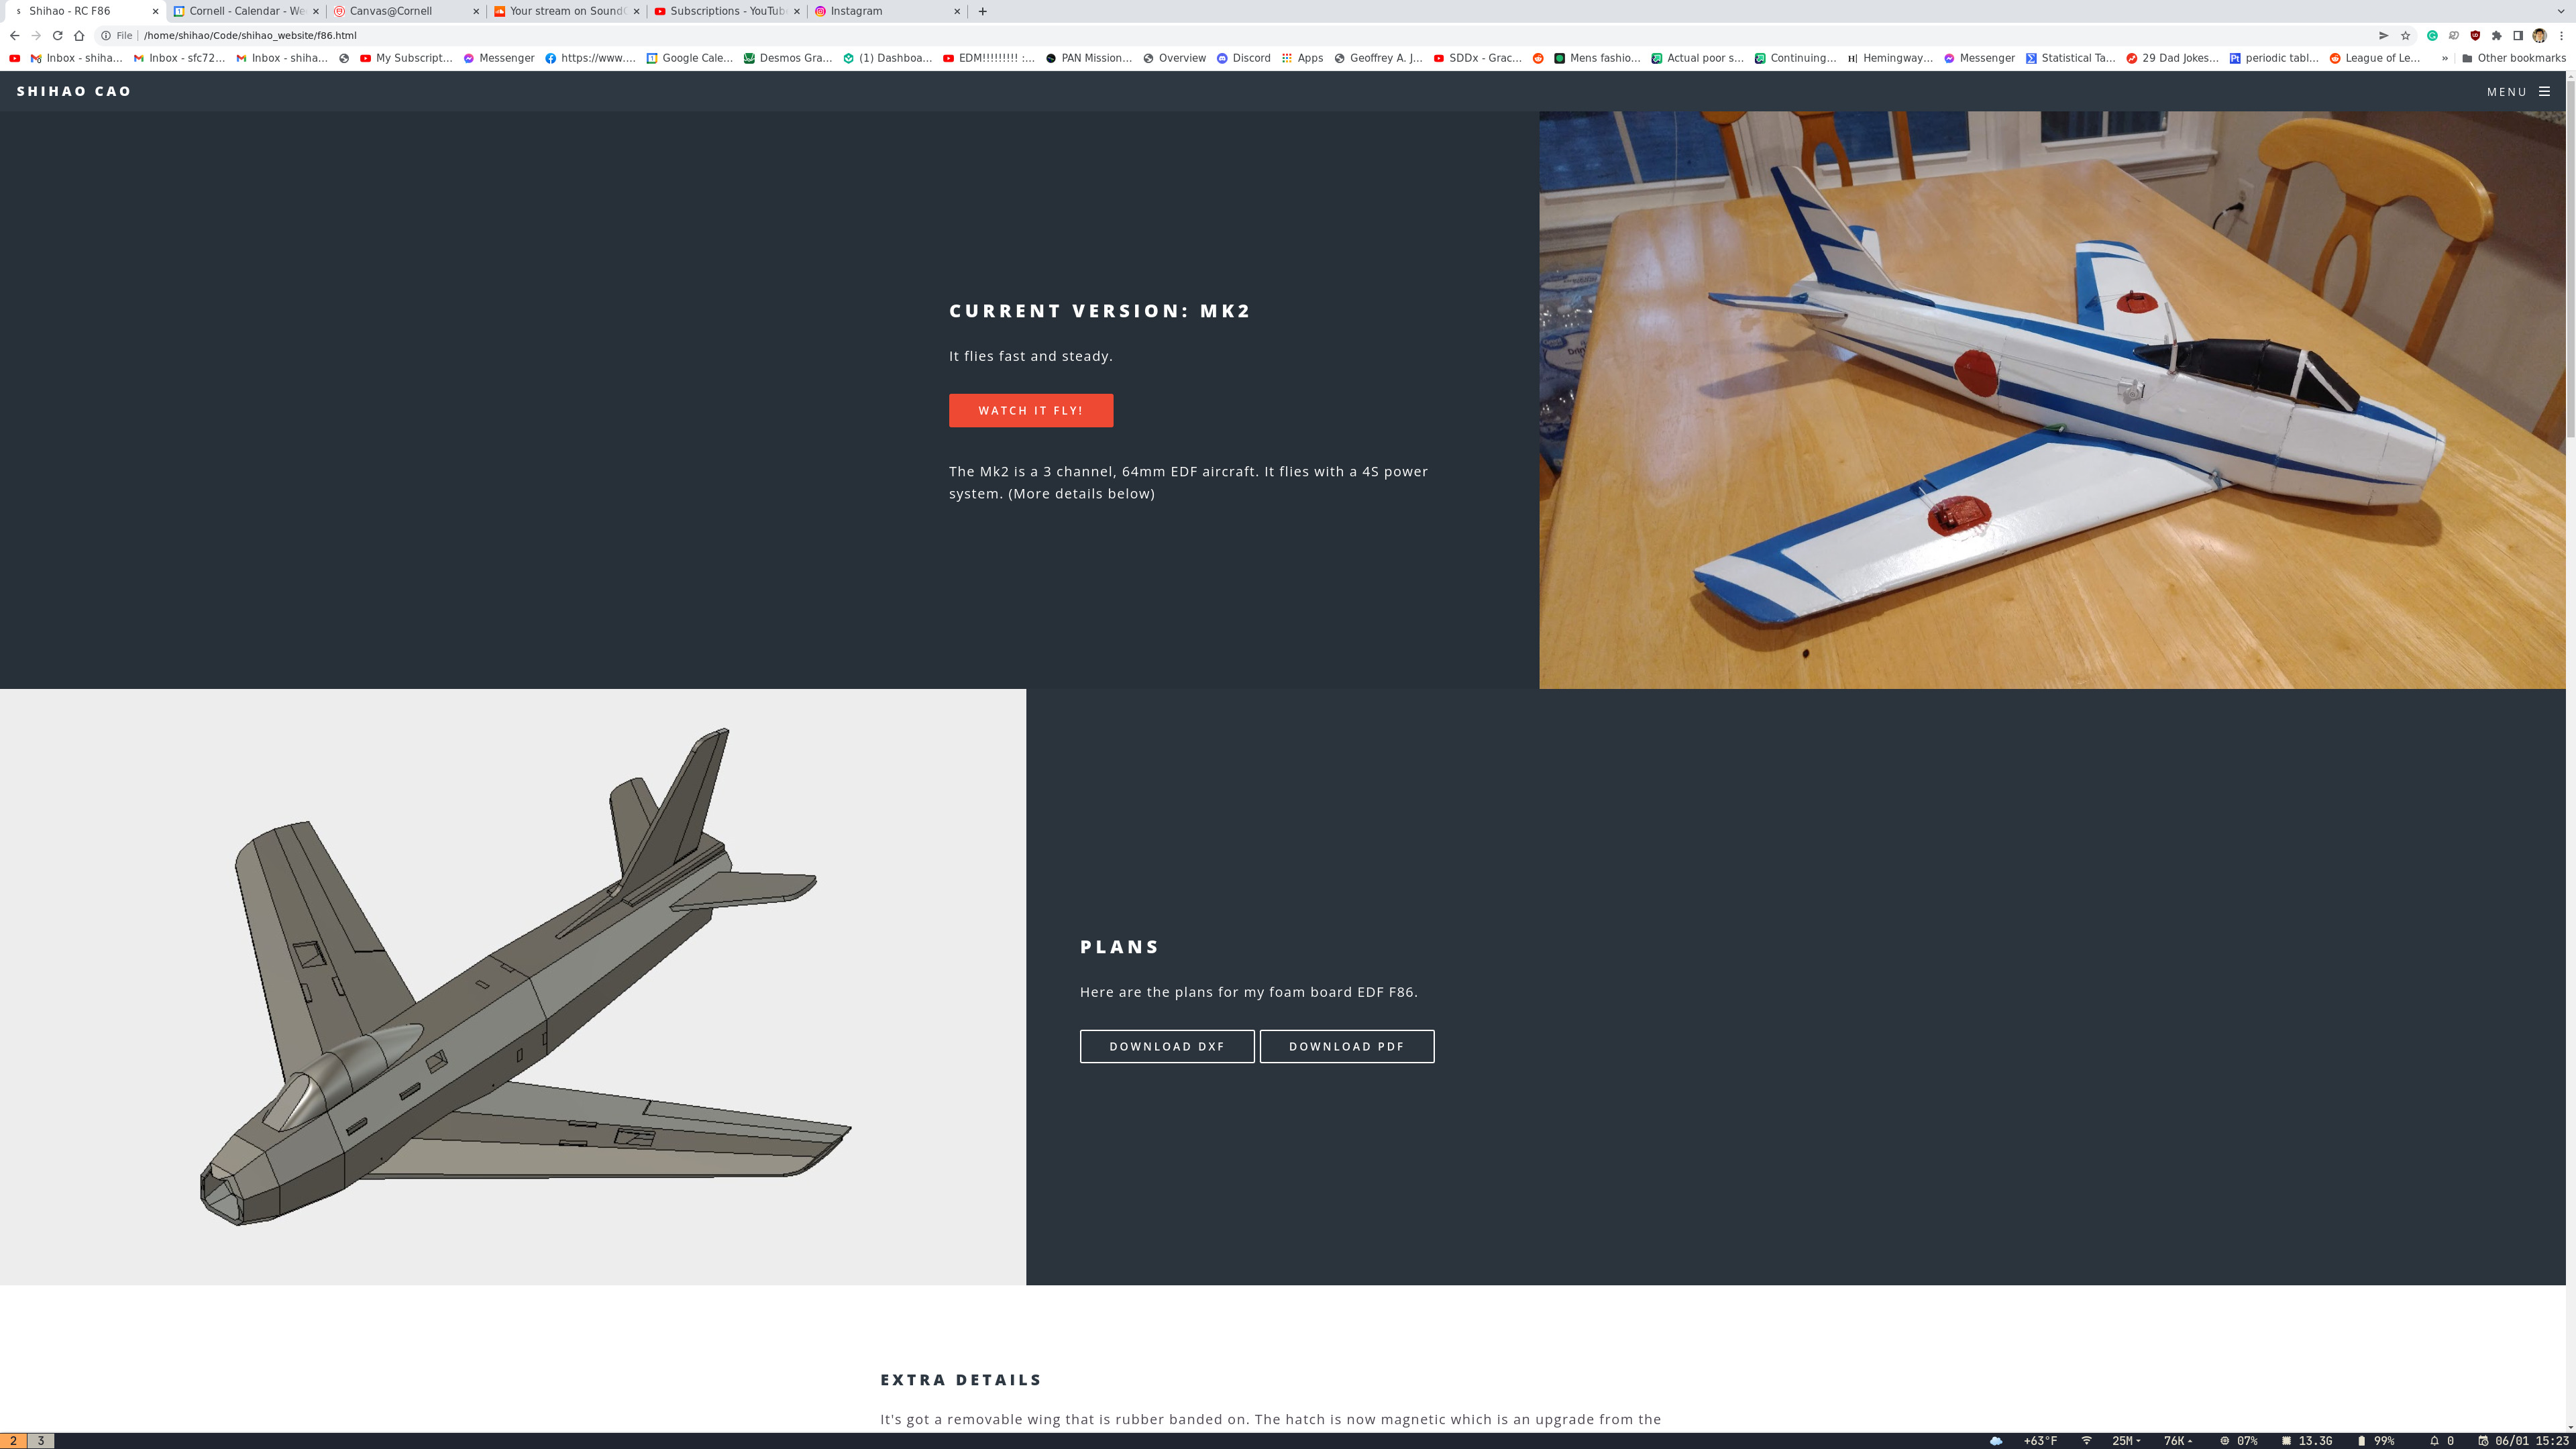 Shihao - RC F86
Cornell - Calendar - We
Canvas@Cornell
Your stream on SoundC
Subscriptions - YouTub
Instagram
File
/home/shihao/Code/shihao_website/f86.html
Inbox - shiha...
Inbox - sfc72...
Inbox - shiha...
My Subscript...
Messenger
https://www....
Google Cale...
Desmos Gra...
(1) Dashboa...
EDM!!!!!!!!! :...
PAN Mission...
Overview
Discord
Apps
Geoffrey A. J...
SDDx - Grac...
Mens fashio...
Actual poor s...
Continuing...
Hemingway...
Messenger
Statistical Ta...
29 Dad Jokes...
periodic tabl...
League of Le...
»
Other bookmarks
SHIHAO CAO
MENU
CURRENT VERSION: MK2
It flies fast and steady.
WATCH IT FLY!
The Mk2 is a 3 channel, 64mm EDF aircraft. It flies with a 4S power
system. (More details below)
PLANS
Here are the plans for my foam board EDF F86.
DOWNLOAD DXF
DOWNLOAD PDF
EXTRA DETAILS
It's got a removable wing that is rubber banded on. The hatch is now magnetic which is an upgrade from the
2
3
+63°F
25M
76K
07%
13.3G
99%
0
06/01 15:23